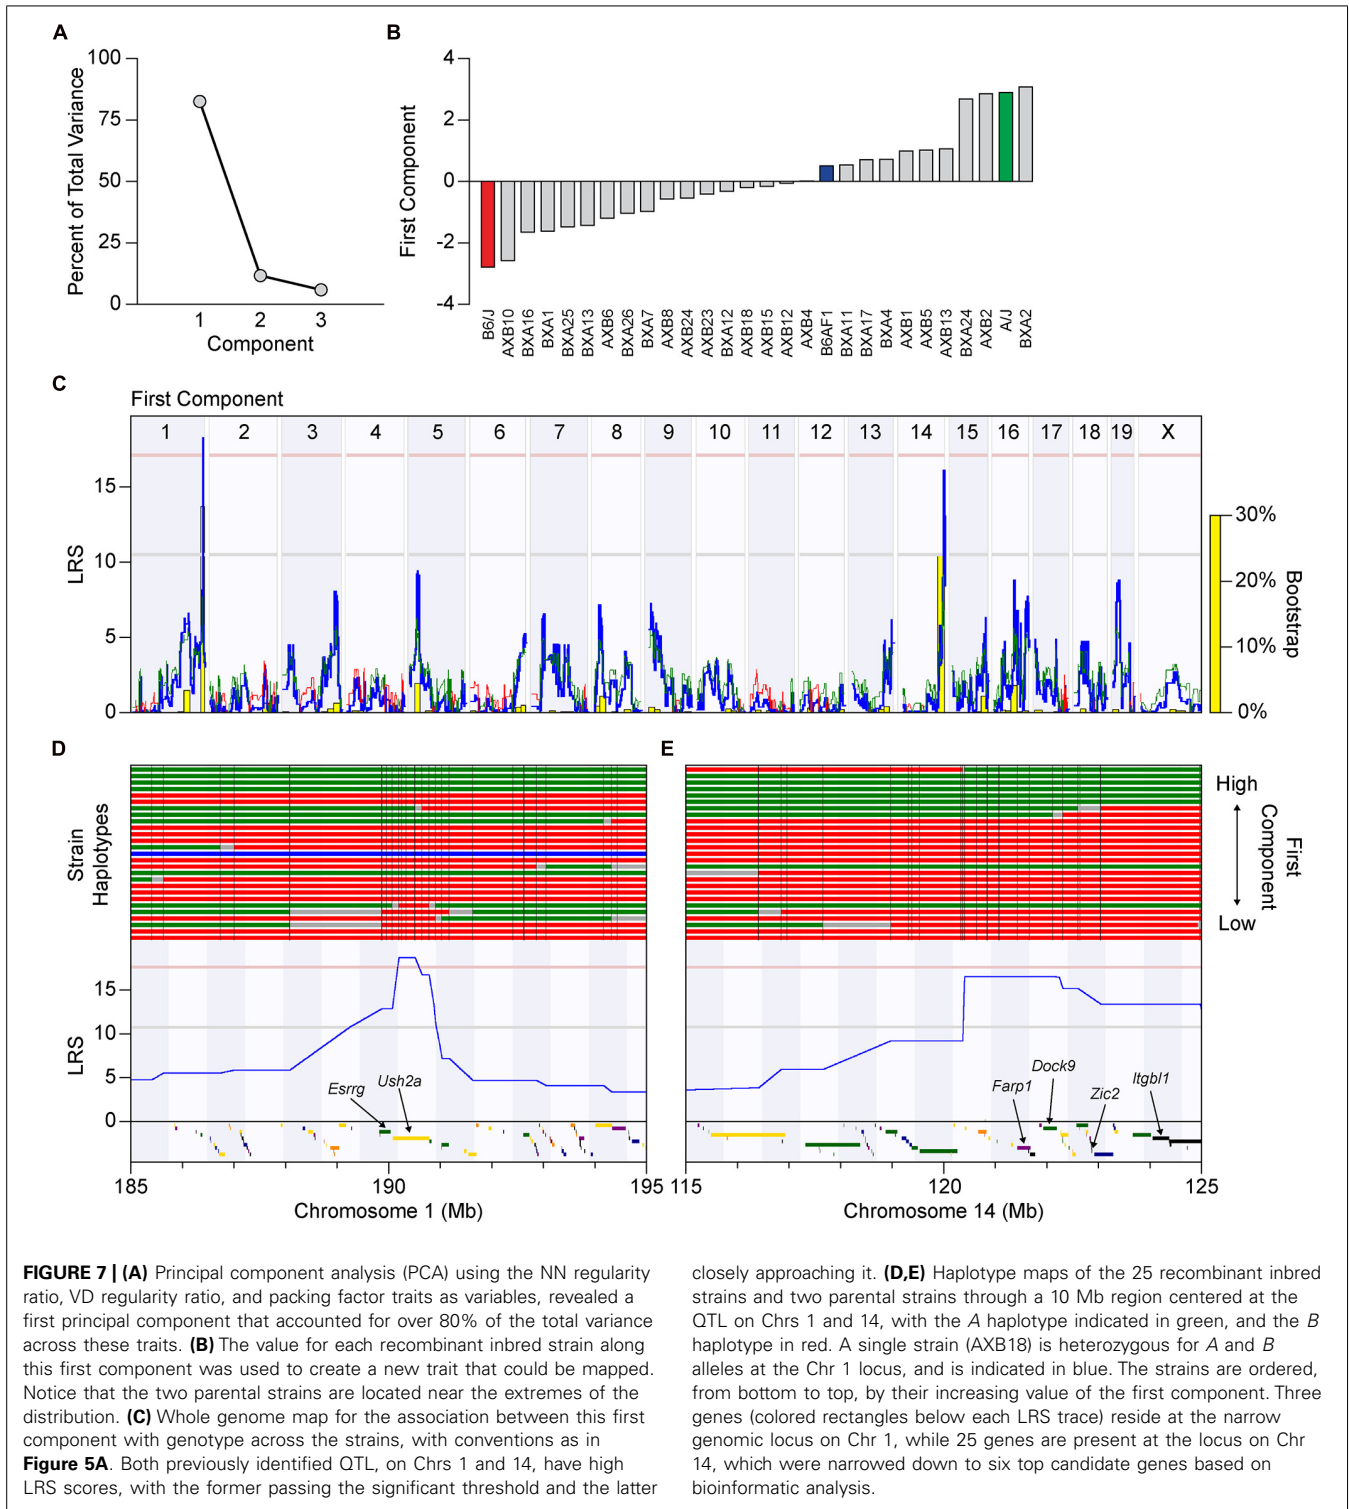 A
100
75
50
25
0
Percent of Total Variance
1 2 3
Component
B
4
2
0
-2
-4
First Component
B6/J
AXB10
BXA16
BXA1
BXA25
BXA13
AXB6
BXA26
BXA7
AXB8
AXB24
AXB23
BXA12
AXB18
AXB15
AXB12
AXB4
B6AF1
BXA11
BXA17
BXA4
AXB1
AXB5
AXB13
BXA24
AXB2
A/J
BXA2
C
First Component
1 2 3 4 5 6 7 8 9 10 11 12 13 14 15 16 17 18 19 X
15
10
5
0
LRS
30%
20%
10%
0%
Bootstrap
D
Strain
Haplotypes
15
10
5
0
LRS
Esrrg
Ush2a
185 190 195
Chromosome 1 (Mb)
E
High
Low
First
Component
Farp1
Dock9
Zic2
Itgbl1
115 120 125
Chromosome 14 (Mb)
FIGURE 7 | (A) Principal component analysis (PCA) using the NN regularity
ratio, VD regularity ratio, and packing factor traits as variables, revealed a
first principal component that accounted for over 80% of the total variance
across these traits. (B) The value for each recombinant inbred strain along
this first component was used to create a new trait that could be mapped.
Notice that the two parental strains are located near the extremes of the
distribution. (C) Whole genome map for the association between this first
component with genotype across the strains, with conventions as in
Figure 5A. Both previously identified QTL, on Chrs 1 and 14, have high
LRS scores, with the former passing the significant threshold and the latter
closely approaching it. (D,E) Haplotype maps of the 25 recombinant inbred
strains and two parental strains through a 10 Mb region centered at the
QTL on Chrs 1 and 14, with the A haplotype indicated in green, and the B
haplotype in red. A single strain (AXB18) is heterozygous for A and B
alleles at the Chr 1 locus, and is indicated in blue. The strains are ordered,
from bottom to top, by their increasing value of the first component. Three
genes (colored rectangles below each LRS trace) reside at the narrow
genomic locus on Chr 1, while 25 genes are present at the locus on Chr
14, which were narrowed down to six top candidate genes based on
bioinformatic analysis.